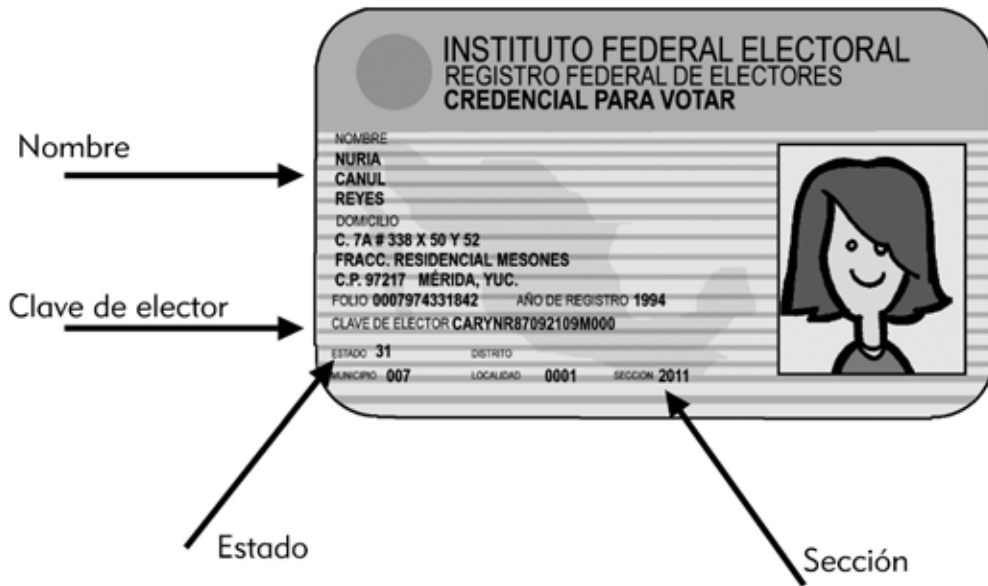 INSTITUTO FEDERAL ELECTORAL
REGISTRO FEDERAL DE ELECTORES
CREDENCIAL PARA VOTAR
Nombre
NOMBRE
NURIA
CANUL
REYES
DOMICILIO
C. 7A # 338 X 50 Y 52
FRACC. RESIDENCIAL MESONES
C.P. 97217 MÉRIDA, YUC.
FOLIO 0007974331842 AÑO DE REGISTRO 1994
Clave de elector
CLAVE DE ELECTOR CARYNR87092109M000
ESTADO 31 DISTRITO
MUNICIPIO 007 LOCALIDAD 0001 SECCION 2011
Estado
Sección